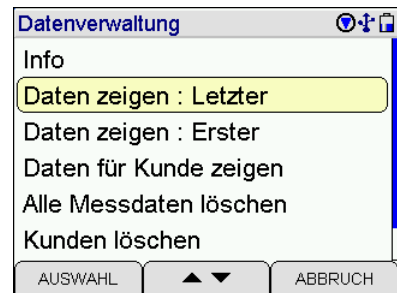 Datenverwaltung
Info
Daten zeigen : Letzter
Daten zeigen : Erster
Daten für Kunde zeigen
Alle Messdaten löschen
Kunden löschen
AUSWAHL ABBRUCH